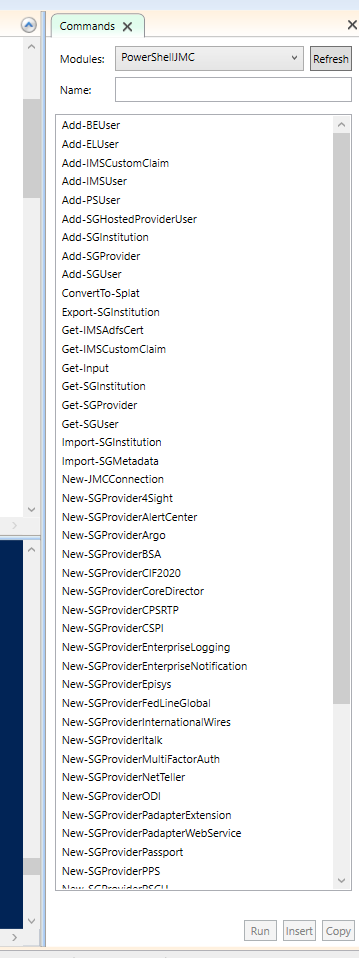 Commands
Modules:
PowerShellJMC
Refresh
Name:
Add-BEUser
Add-ELUser
Add-IMSCustomClaim
Add-IMSUser
Add-PSUser
Add-SGHostedProviderUser
Add-SGInstitution
Add-SGProvider
Add-SGUser
ConvertTo-Splat
Export-SGInstitution
Get-IMSAdfsCert
Get-IMSCustomClaim
Get-Input
Get-SGInstitution
Get-SGProvider
Get-SGUser
Import-SGInstitution
Import-SGMetadata
New-JMCConnection
New-SGProvider4Sight
New-SGProviderAlertCenter
New-SGProviderArgo
New-SGProviderBSA
New-SGProviderCIF2020
New-SGProviderCoreDirector
New-SGProviderCPSRTP
New-SGProviderCSPI
New-SGProviderEnterpriseLogging
New-SGProviderEnterpriseNotification
New-SGProviderEpisys
New-SGProviderFedLineGlobal
New-SGProviderInternationalWires
New-SGProviderItalk
New-SGProviderMultiFactorAuth
New-SGProviderNetTeller
New-SGProviderODI
New-SGProviderPadapterExtension
New-SGProviderPadapterWebService
New-SGProviderPassport
New-SGProviderPPS
Run
Insert
Copy